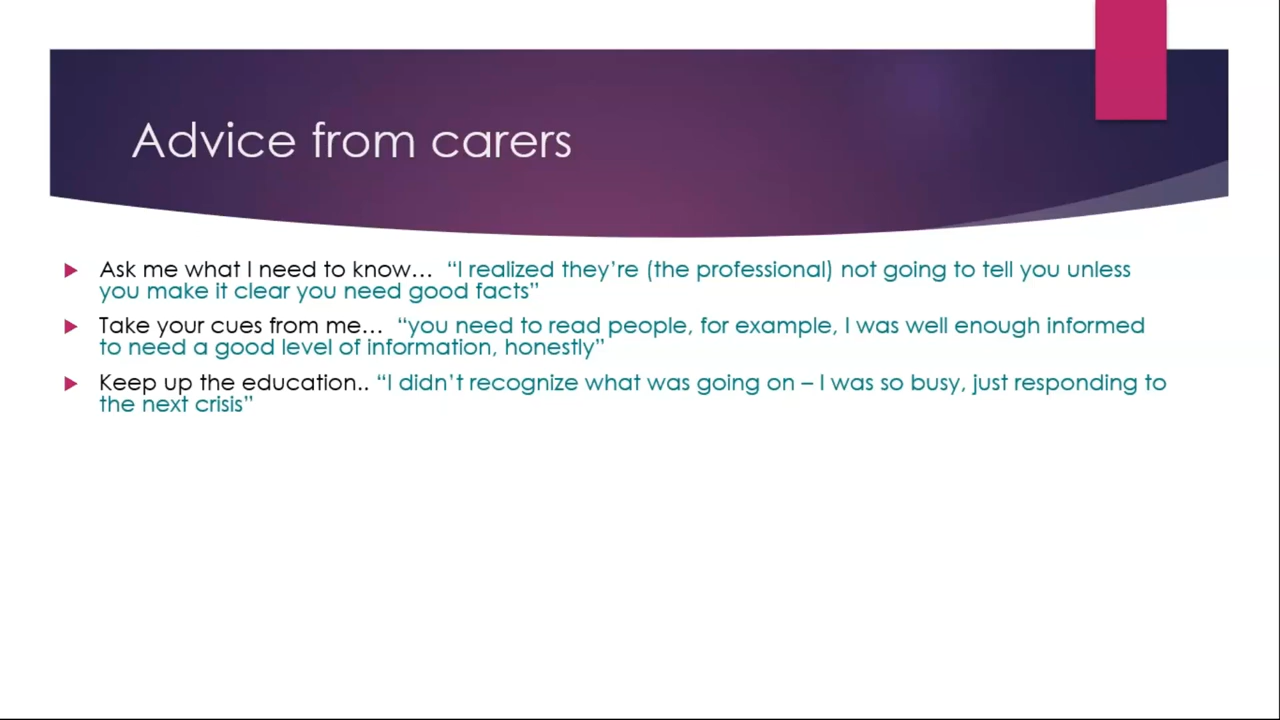 Advice from carers
Ask me what I need to know… “I realized they’re (the professional) not going to tell you unless
you make it clear you need good facts”
Take your cues from me… “you need to read people, for example, I was well enough informed
to need a good level of information, honestly”
Keep up the education.. “I didn’t recognize what was going on – I was so busy, just responding to
the next crisis”